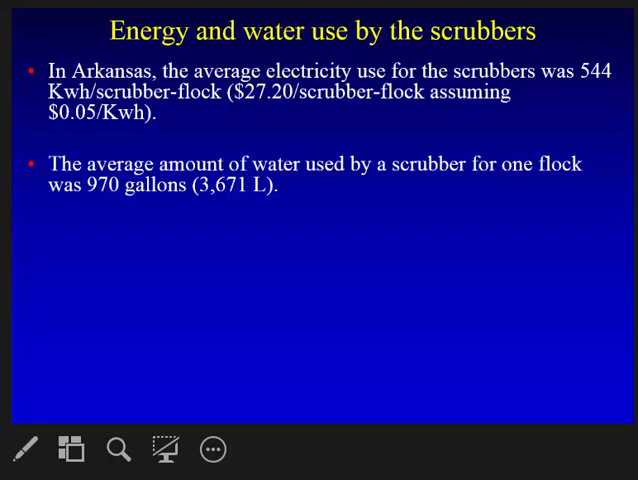 Energy and water use by the scrubbers
• In Arkansas, the average electricity use for the scrubbers was 544
Kwh/scrubber-flock ($27.20/scrubber-flock assuming
$0.05/Kwh).
• The average amount of water used by a scrubber for one flock
was 970 gallons (3,671 L).